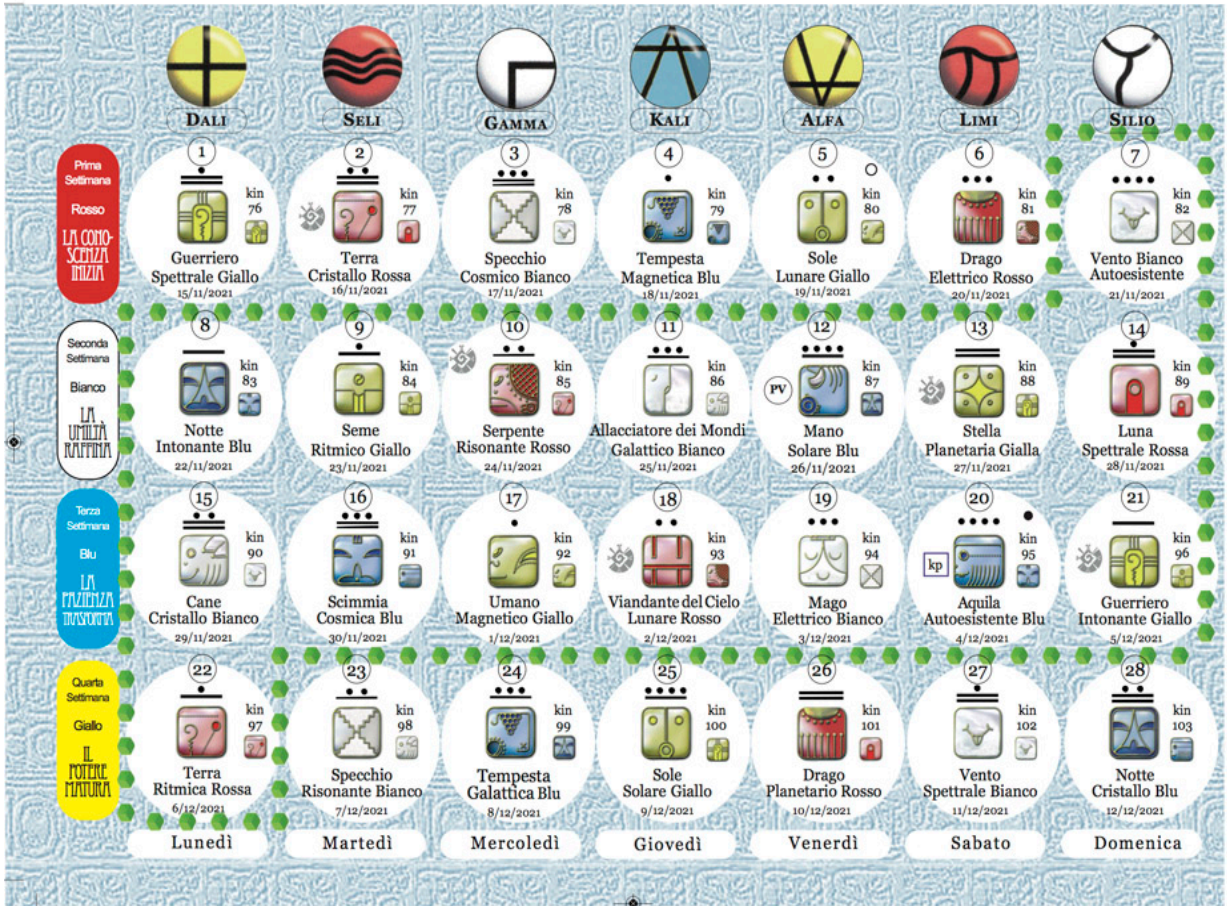 DALI
SELI
GAMMA
KALI
ALFA
LIMI
SILIO
Prima
Settimana
Rosso
LA CONO-
SCENZA
INIZIA
1
kin
76
Guerriero
Spettrale Giallo
15/11/2021
2
kin
77
Terra
Cristallo Rossa
16/11/2021
3
kin
78
Specchio
Cosmico Bianco
17/11/2021
4
kin
79
Tempesta
Magnetica Blu
18/11/2021
5
kin
80
Sole
Lunare Giallo
19/11/2021
6
kin
81
Drago
Elettrico Rosso
20/11/2021
7
kin
82
Vento Bianco
Autoesistente
21/11/2021
Seconda
Settimana
Bianco
LA
UMILTÀ
RAFFINA
8
kin
83
Notte
Intonante Blu
22/11/2021
9
kin
84
Seme
Ritmico Giallo
23/11/2021
10
kin
85
Serpente
Risonante Rosso
24/11/2021
11
kin
86
Allacciatore dei Mondi
Galattico Bianco
25/11/2021
12
PV
kin
87
Mano
Solare Blu
26/11/2021
13
kin
88
Stella
Planetaria Gialla
27/11/2021
14
kin
89
Luna
Spettrale Rossa
28/11/2021
Terza
Settimana
Blu
LA
PAZIENZA
TRASFORMA
15
kin
90
Cane
Cristallo Bianco
29/11/2021
16
kin
91
Scimmia
Cosmica Blu
30/11/2021
17
kin
92
Umano
Magnetico Giallo
1/12/2021
18
kin
93
Viandante del Cielo
Lunare Rosso
2/12/2021
19
kin
94
Mago
Elettrico Bianco
3/12/2021
20
kp
kin
95
Aquila
Autoesistente Blu
4/12/2021
21
kin
96
Guerriero
Intonante Giallo
5/12/2021
Quarta
Settimana
Giallo
IL
POTERE
MATURA
22
kin
97
Terra
Ritmica Rossa
6/12/2021
23
kin
98
Specchio
Risonante Bianco
7/12/2021
24
kin
99
Tempesta
Galattica Blu
8/12/2021
25
kin
100
Sole
Solare Giallo
9/12/2021
26
kin
101
Drago
Planetario Rosso
10/12/2021
27
kin
102
Vento
Spettrale Bianco
11/12/2021
28
kin
103
Notte
Cristallo Blu
12/12/2021
Lunedì
Martedì
Mercoledì
Giovedì
Venerdì
Sabato
Domenica